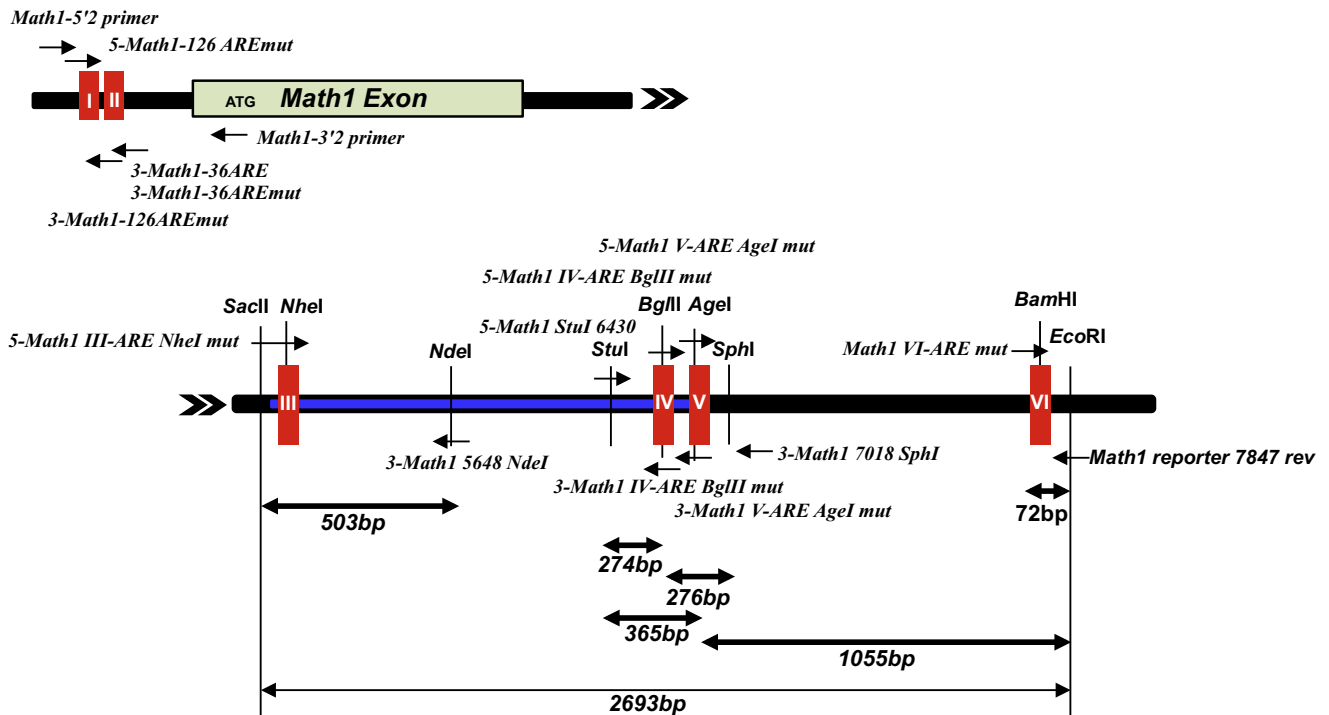 Math1-5'2 primer
5-Math1-126 AREmut
I II
ATG Math1 Exon
Math1-3'2 primer
3-Math1-36ARE
3-Math1-36AREmut
3-Math1-126AREmut
5-Math1 V-ARE AgeI mut
5-Math1 IV-ARE BglII mut
SacII NheI BglII AgeI BamHI
5-Math1 III-ARE NheI mut
5-Math1 StuI 6430
EcoRI
NdeI StuI SphI Math1 VI-ARE mut
III IV V VI
3-Math1 5648 NdeI
3-Math1 7018 SphI
Math1 reporter 7847 rev
3-Math1 IV-ARE BglII mut
3-Math1 V-ARE AgeI mut
503bp
72bp
274bp
276bp
365bp
1055bp
2693bp